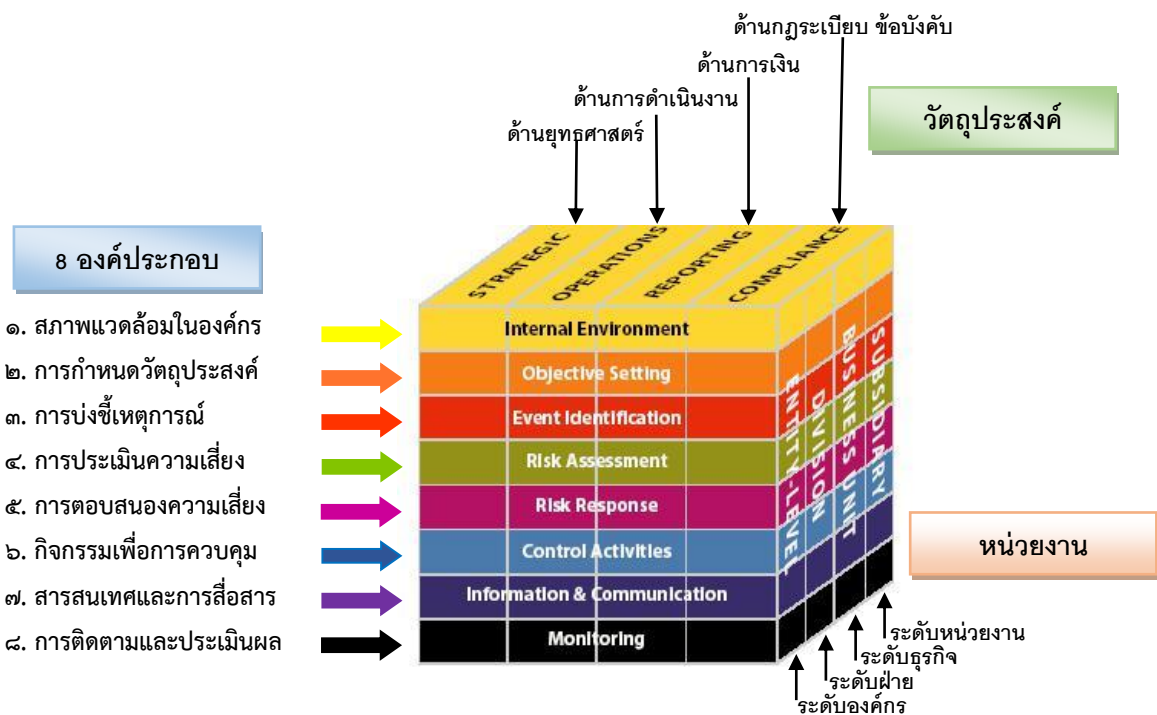 ด้านกฎระเบียบ ข้อบังคับ
ด้านการเงิน
ด้านการดำเนินงาน
ด้านยุทธศาสตร์
วัตถุประสงค์
8 องค์ประกอบ
๑. สภาพแวดล้อมในองค์กร
๒. การกำหนดวัตถุประสงค์
๓. การบ่งชี้เหตุการณ์
๔. การประเมินความเสี่ยง
๕. การตอบสนองความเสี่ยง
๖. กิจกรรมเพื่อการควบคุม
๗. สารสนเทศและการสื่อสาร
๘. การติดตามและประเมินผล
STRATEGIC
OPERATIONS
REPORTING
COMPLIANCE
Internal Environment
Objective Setting
Event Identification
Risk Assessment
Risk Response
Control Activities
Information & Communication
Monitoring
ENTITY-LEVEL
DIVISION
BUSINESS UNIT
SUBSIDIARY
หน่วยงาน
ระดับหน่วยงาน
ระดับธุรกิจ
ระดับฝ่าย
ระดับองค์กร